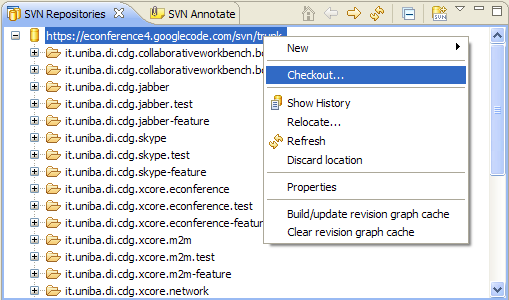 SVN Repositories
SVN Annotate
SVN
https://econference4.googlecode.com/svn/trunk
it.uniba.di.cdg.collaborativeworkbench.bo
it.uniba.di.cdg.collaborativeworkbench.bo
it.uniba.di.cdg.jabber
it.uniba.di.cdg.jabber.test
it.uniba.di.cdg.jabber-feature
it.uniba.di.cdg.skype
it.uniba.di.cdg.skype.test
it.uniba.di.cdg.skype-feature
it.uniba.di.cdg.xcore.econference
it.uniba.di.cdg.xcore.econference.test
it.uniba.di.cdg.xcore.econference-featur
it.uniba.di.cdg.xcore.m2m
it.uniba.di.cdg.xcore.m2m.test
it.uniba.di.cdg.xcore.m2m-feature
it.uniba.di.cdg.xcore.network
New
Checkout...
Show History
Relocate...
Refresh
Discard location
Properties
Build/update revision graph cache
Clear revision graph cache